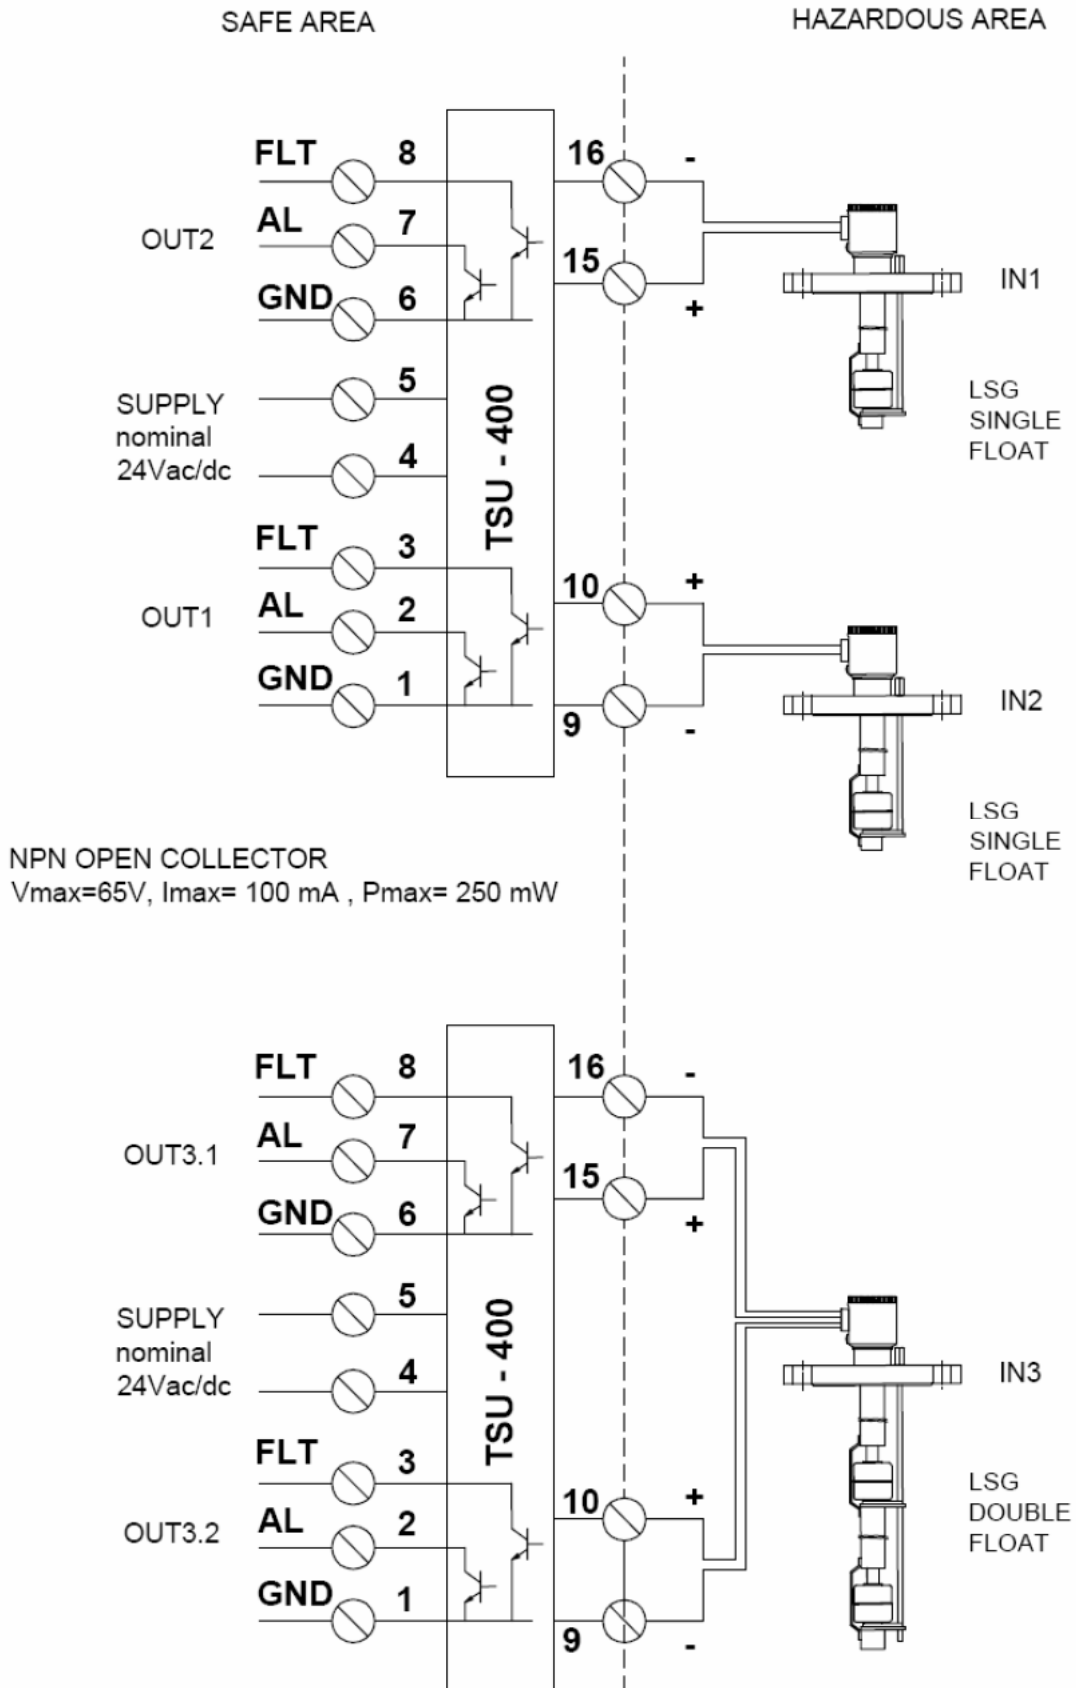 SAFE AREA
HAZARDOUS AREA
FLT 8
16 -
AL 7
OUT2
15
GND 6
+
IN1
5
SUPPLY
nominal
24Vac/dc
4
TSU - 400
LSG
SINGLE
FLOAT
FLT 3
10 +
AL 2
OUT1
GND 1
9 -
IN2
LSG
SINGLE
FLOAT
NPN OPEN COLLECTOR
Vmax=65V, Imax= 100 mA , Pmax= 250 mW
FLT 8
16 -
AL 7
OUT3.1
15
GND 6
+
5
SUPPLY
nominal
24Vac/dc
4
TSU - 400
IN3
FLT 3
10 +
LSG
DOUBLE
FLOAT
AL 2
OUT3.2
GND 1
9 -